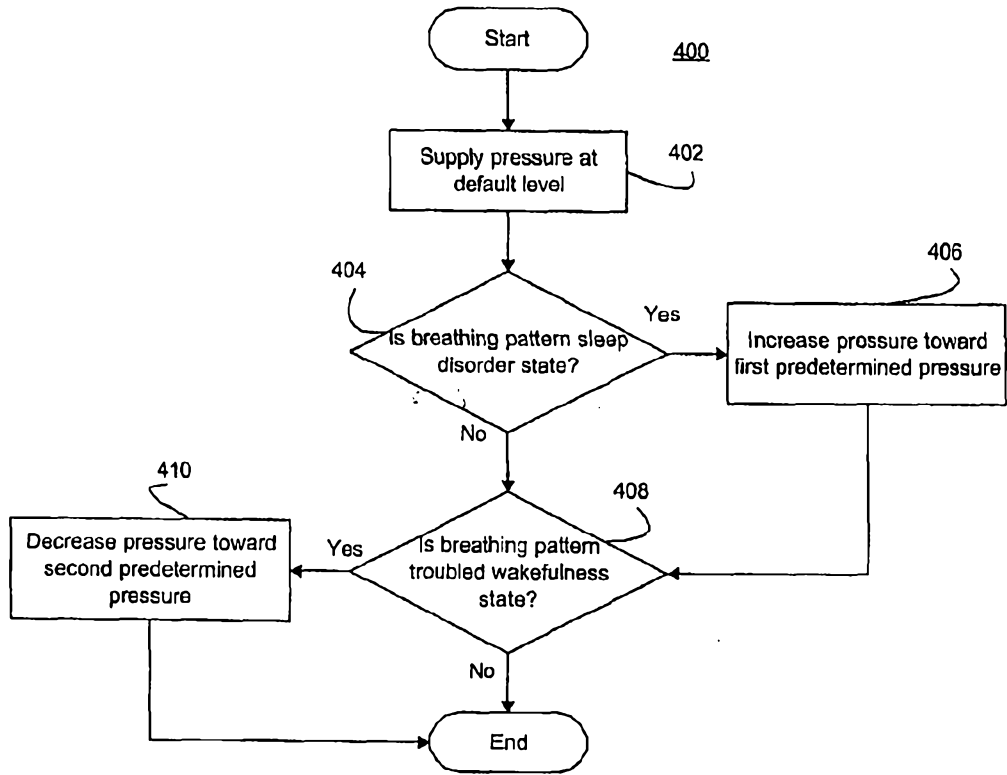 Start
400
Supply pressure at
default level
402
404
Is breathing pattern sleep
disorder state?
Yes
406
Increase prossure toward
first predetermined pressure
No
410
Decrease pressure toward
second predetermined
pressure
Yes
408
Is breathing pattern
troubled wakefulness
state?
No
End